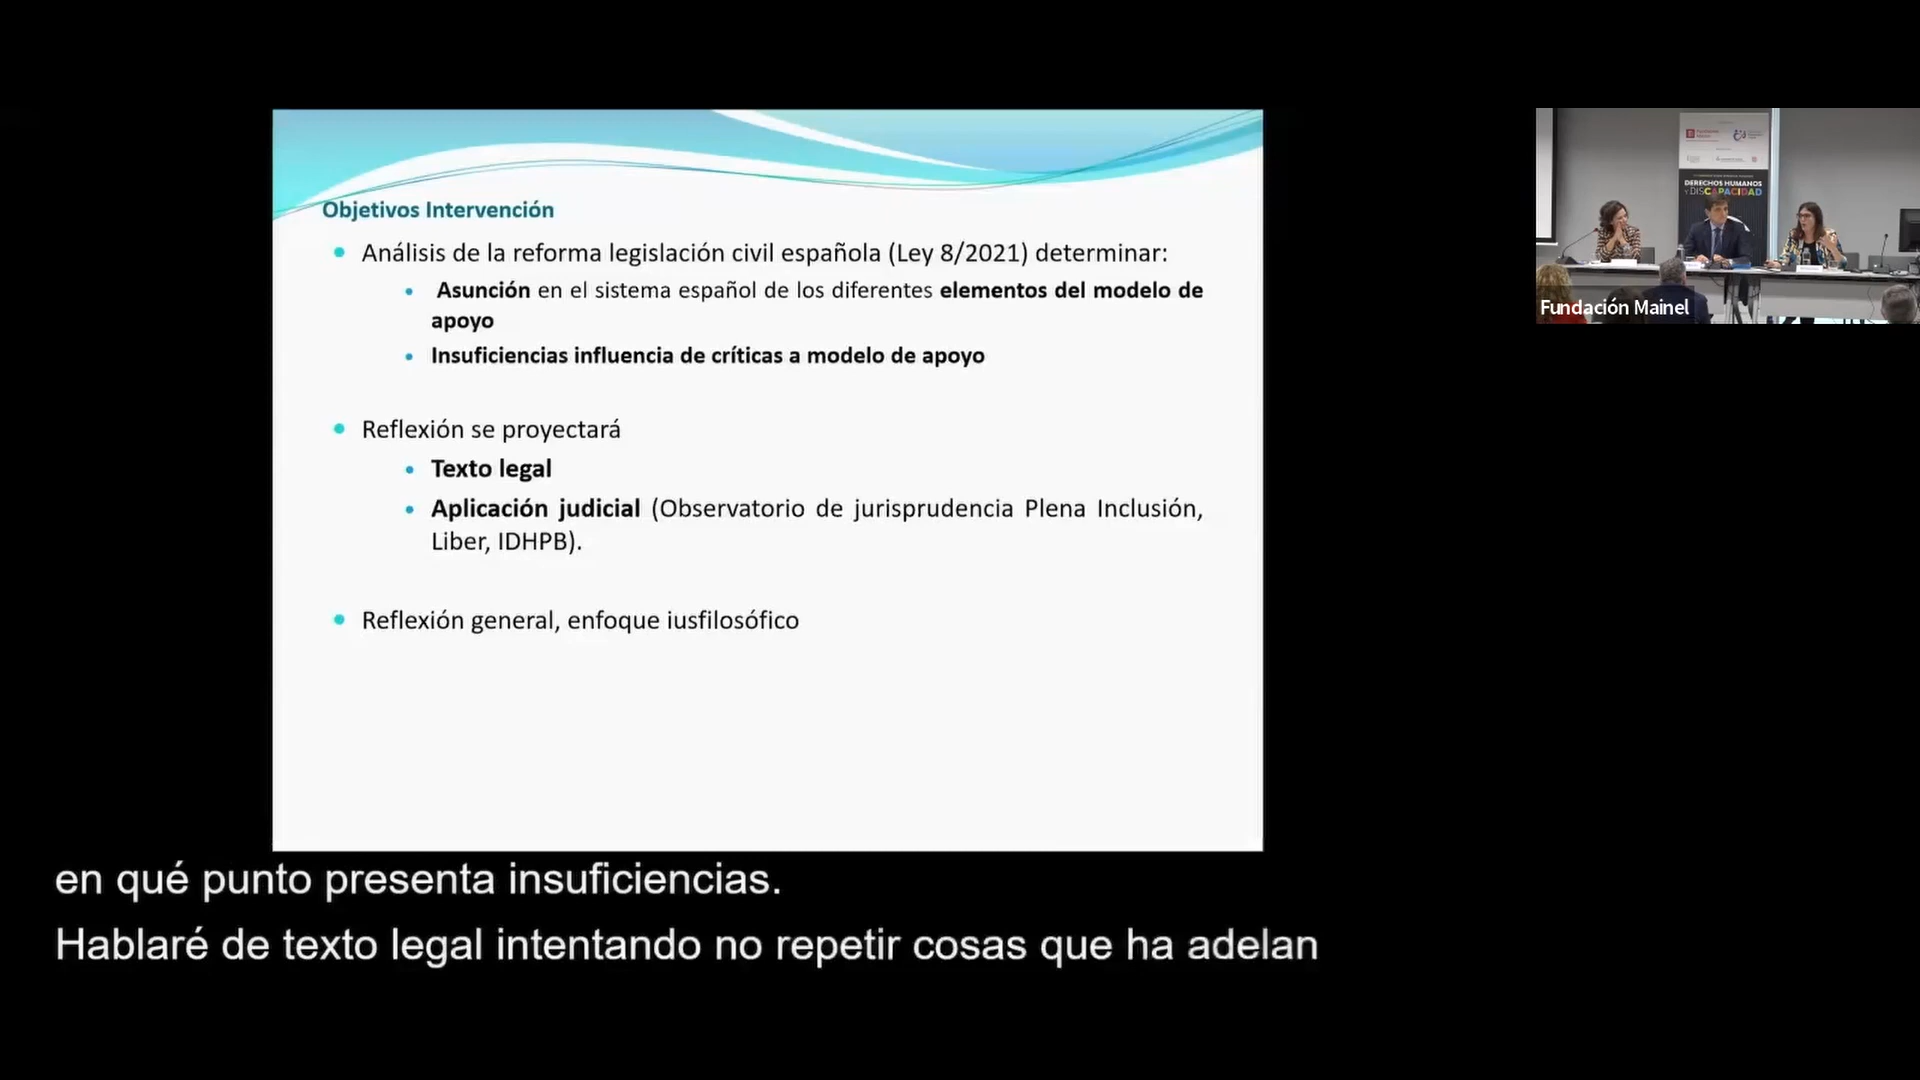 Objetivos Intervención
Análisis de la reforma legislación civil española (Ley 8/2021) determinar:
Asunción en el sistema español de los diferentes elementos del modelo de
apoyo
Insuficiencias influencia de críticas a modelo de apoyo
Reflexión se proyectará
Texto legal
Aplicación judicial (Observatorio de jurisprudencia Plena Inclusión,
Liber, IDHPB).
Reflexión general, enfoque iusfilosófico
DERECHOS HUMANOS
Y DISCAPACIDAD
Fundación Mainel
en qué punto presenta insuficiencias.
Hablaré de texto legal intentando no repetir cosas que ha adelan